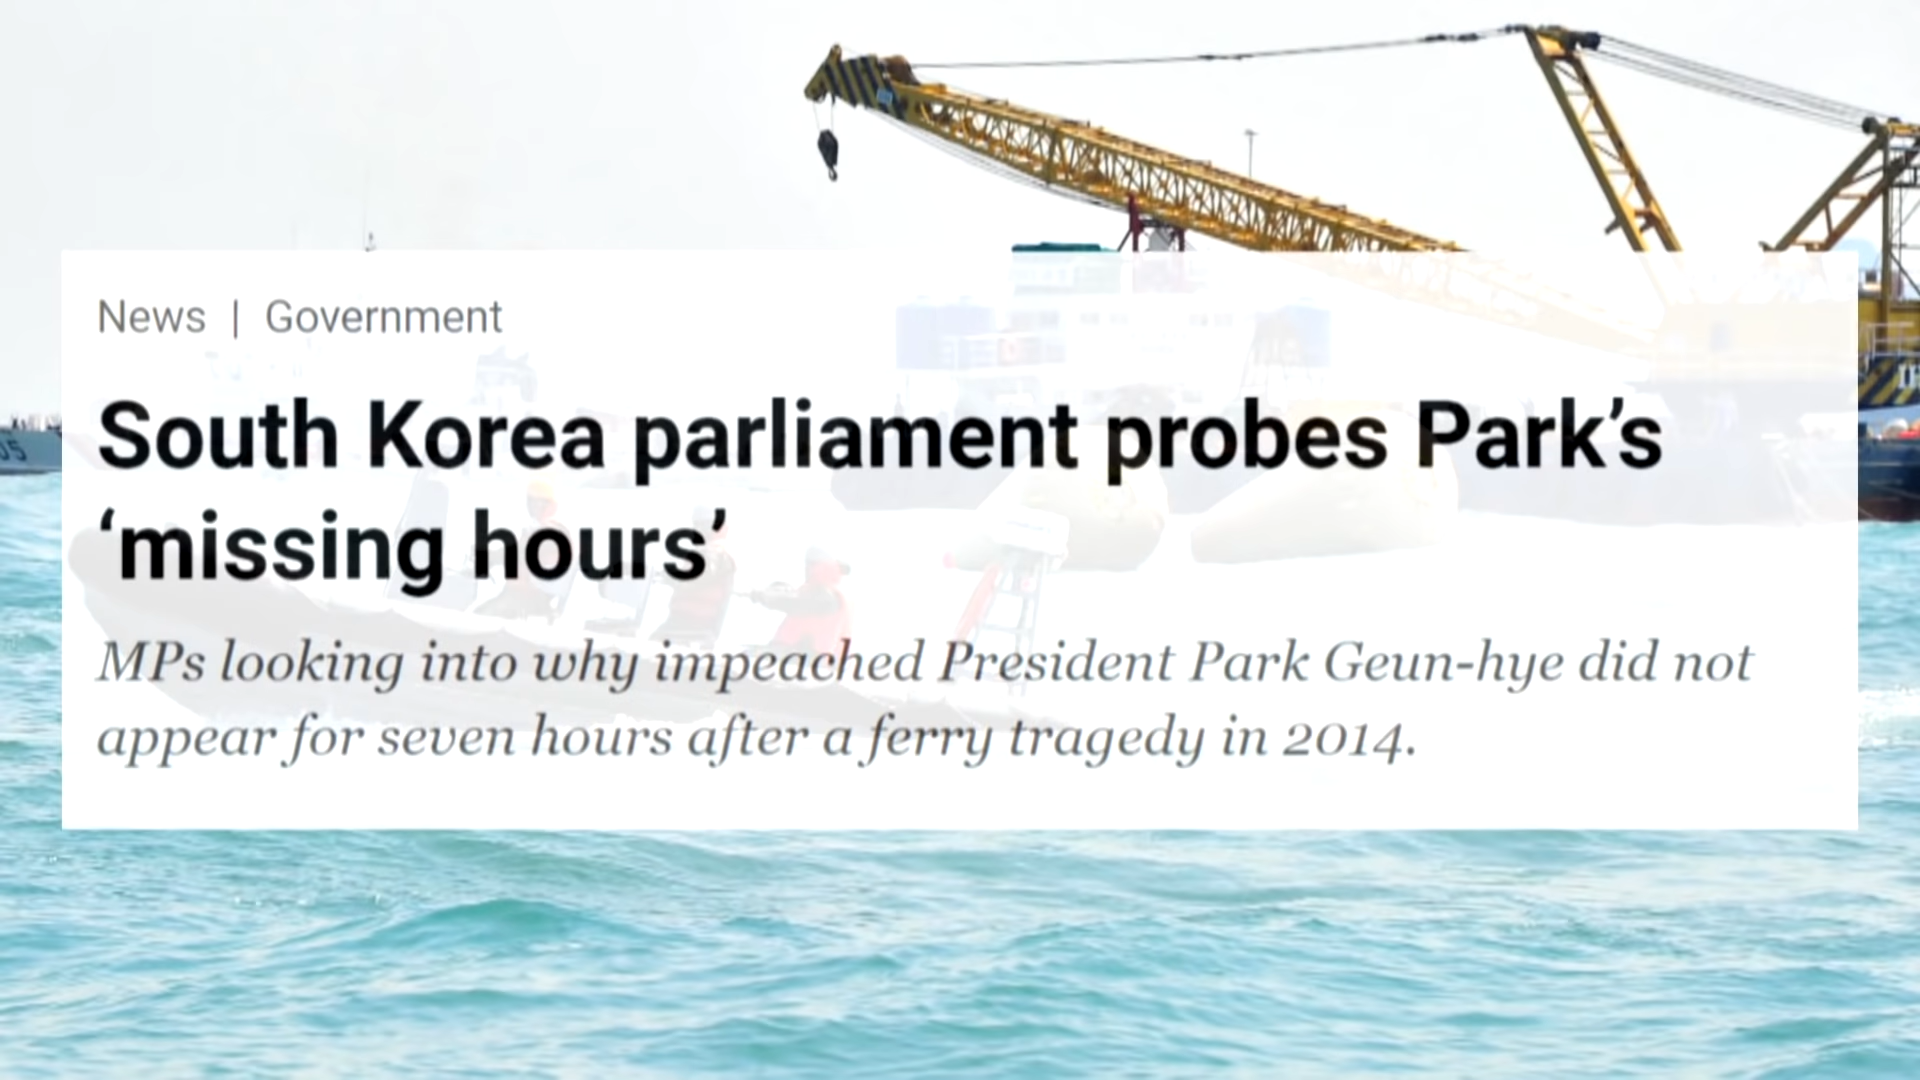 News | Government
South Korea parliament probes Park’s
‘missing hours’
MPs looking into why impeached President Park Geun-hye did not
appear for seven hours after a ferry tragedy in 2014.
05